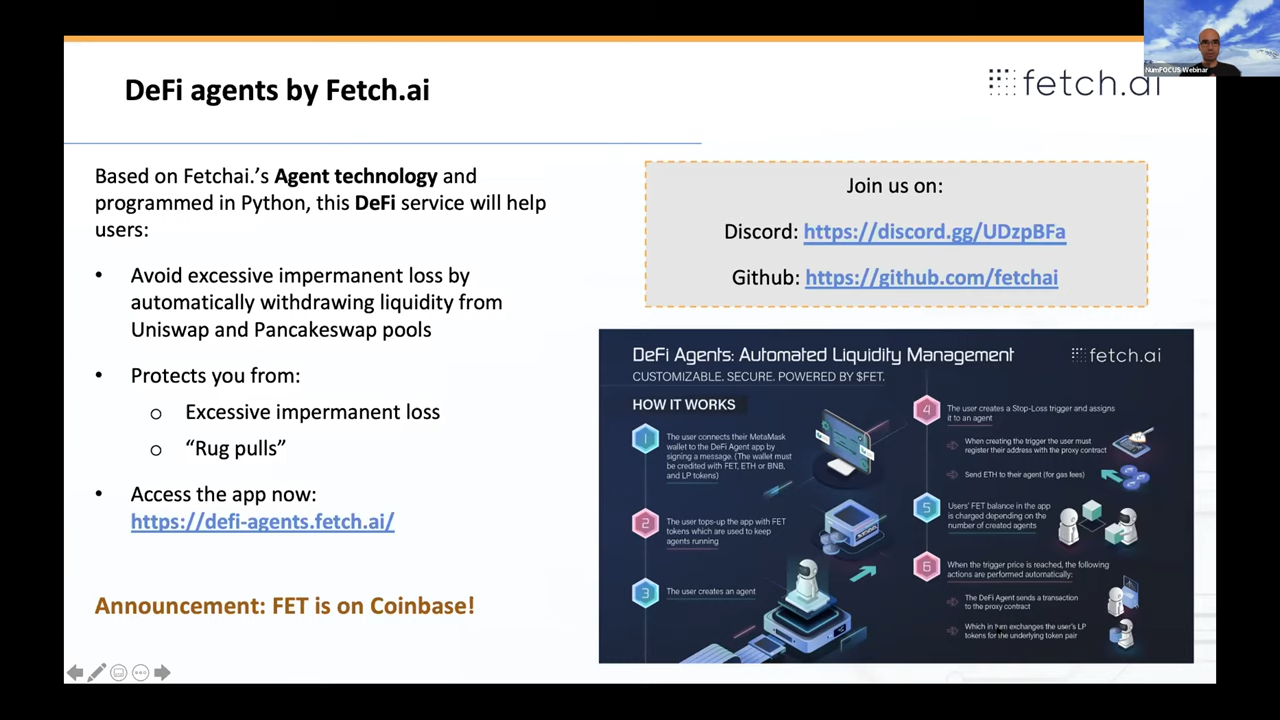 NumFOCUS Webinar
DeFi agents by Fetch.ai
fetch.ai
Based on Fetchai.'s Agent technology and
programmed in Python, this DeFi service will help
users:
• Avoid excessive impermanent loss by
automatically withdrawing liquidity from
Uniswap and Pancakeswap pools
• Protects you from:
o Excessive impermanent loss
o “Rug pulls”
• Access the app now:
https://defi-agents.fetch.ai/
Announcement: FET is on Coinbase!
Join us on:
Discord: https://discord.gg/UDzpBFa
Github: https://github.com/fetchai
DeFi Agents: Automated Liquidity Management
fetch.ai
CUSTOMIZABLE. SECURE. POWERED BY $FET.
HOW IT WORKS
1
The user connects their MetaMask
wallet to the DeFi Agent app by
signing a message. (The wallet must
be credited with FET, ETH or BNB,
and LP tokens)
2
The user tops-up the app with FET
tokens which are used to keep
agents running
3
The user creates an agent
4
The user creates a Stop-Loss trigger and assigns
it to an agent
When creating the trigger the user must
register their address with the proxy contract
Send ETH to their agent (for gas fees)
5
Users' FET balance in the app
is charged depending on the
number of created agents
6
When the trigger price is reached, the following
actions are performed automatically:
The DeFi Agent sends a transaction
to the proxy contract
Which in turn exchanges the user's LP
tokens for the underlying token pair